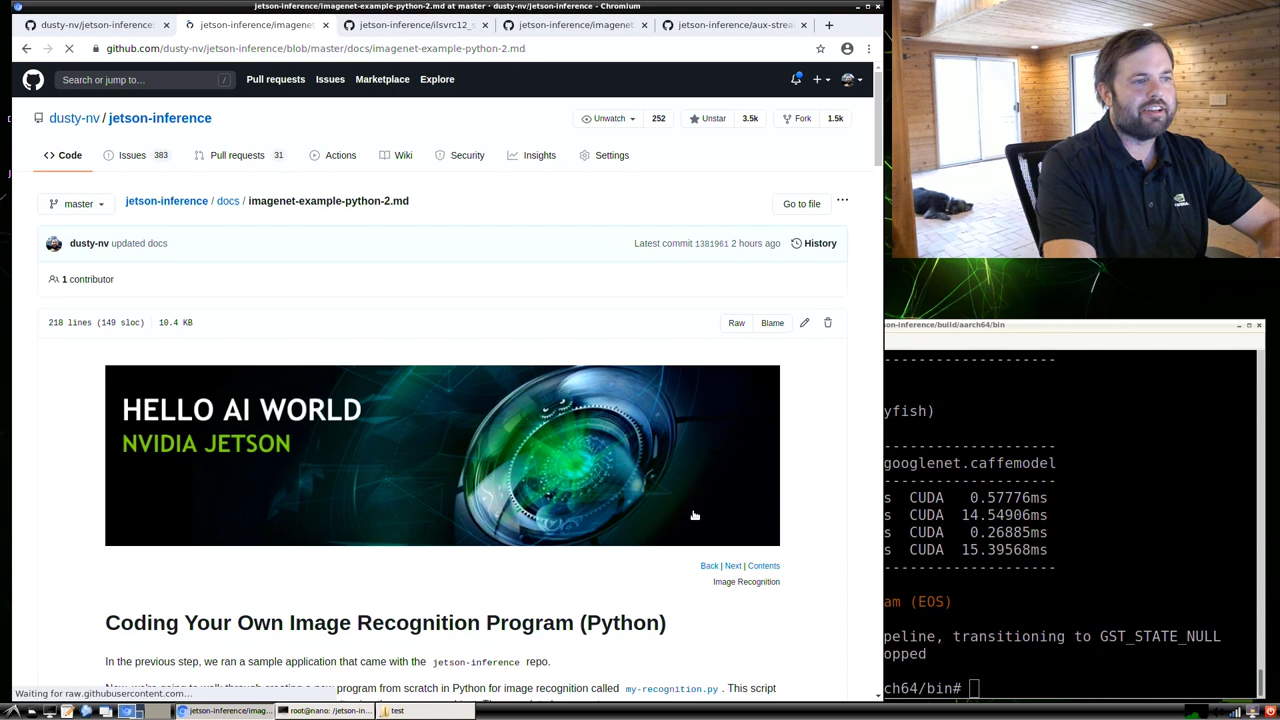 jetson-inference/imagenet-example-python-2.md at master · dusty-nv/jetson-inference - Chromium
dusty-nv/jetson-inference: × jetson-inference/imagenet × jetson-inference/ilsvrc12_s × jetson-inference/imagenet × jetson-inference/aux-strea × +
github.com/dusty-nv/jetson-inference/blob/master/docs/imagenet-example-python-2.md
Search or jump to… / Pull requests Issues Marketplace Explore
dusty-nv / jetson-inference
Unwatch 252 Unstar 3.5k Fork 1.5k
Code Issues 383 Pull requests 31 Actions Wiki Security Insights Settings
master jetson-inference / docs / imagenet-example-python-2.md Go to file ···
dusty-nv updated docs Latest commit 1381961 2 hours ago History
1 contributor
218 lines (149 sloc) 10.4 KB Raw Blame
HELLO AI WORLD
NVIDIA JETSON
Back | Next | Contents
Image Recognition
Coding Your Own Image Recognition Program (Python)
In the previous step, we ran a sample application that came with the jetson-inference repo.
program from scratch in Python for image recognition called my-recognition.py . This script
Waiting for raw.githubusercontent.com...
on-inference/build/aarch64/bin
-------------------
yfish)
-------------------
googlenet.caffemodel
-------------------
s CUDA 0.57776ms
s CUDA 14.54906ms
s CUDA 0.26885ms
s CUDA 15.39568ms
-------------------
am (EOS)
peline, transitioning to GST_STATE_NULL
opped
ch64/bin#
jetson-inference/imag... root@nano: /jetson-in... test